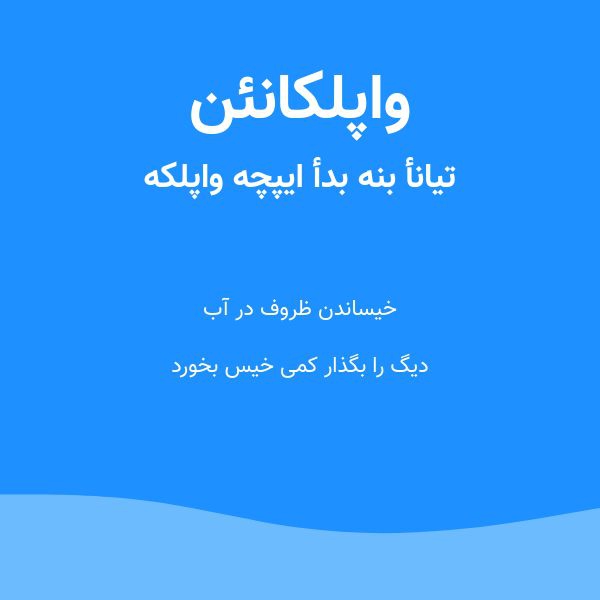 واپلکانئن
تیانأ بنه بدأ ایپچه واپلکه
خیساندن ظروف در آب
دیگ را بگذار کمی خیس بخورد